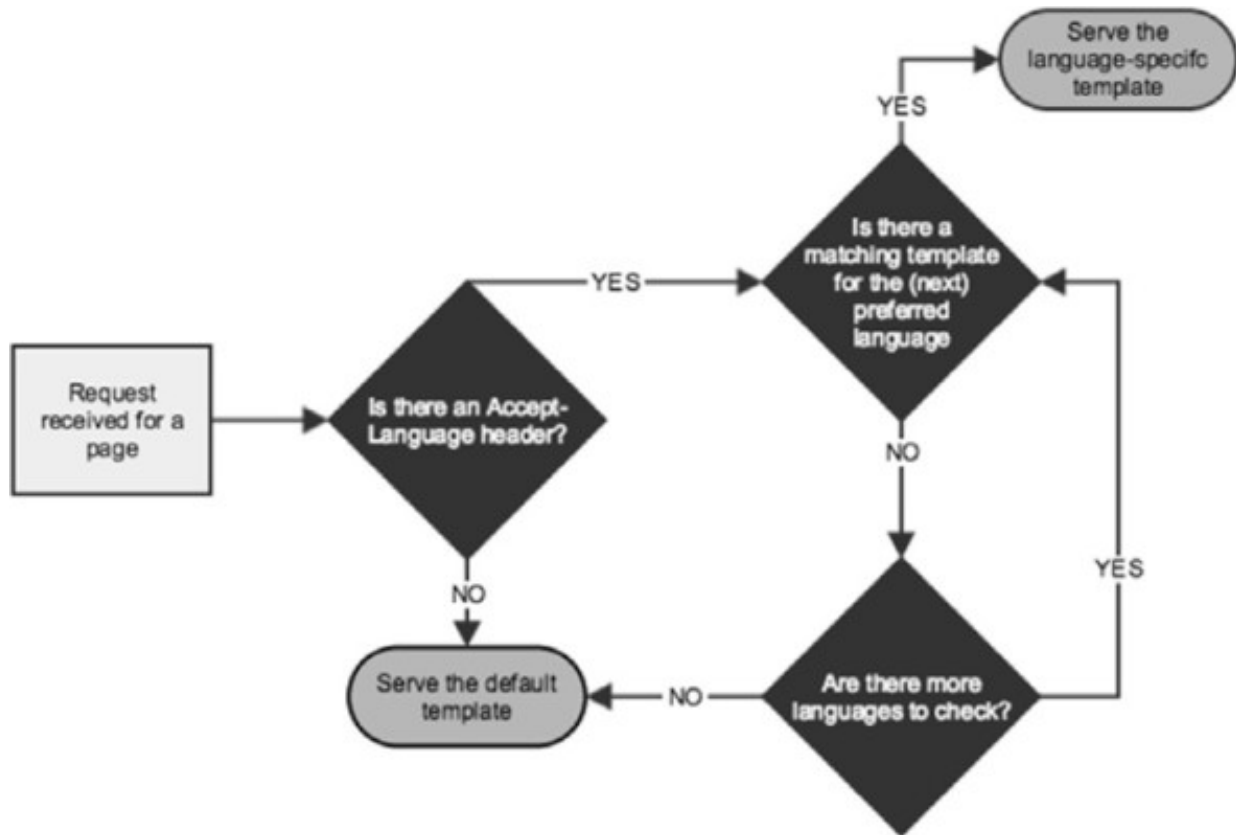 Serve the
language-specifc
template
YES
Is there a
matching template
for the (next)
preferred
language
YES
Request
received for a
page
Is there an Accept-
Language header?
NO
YES
NO
Serve the default
template
NO
Are there more
languages to check?